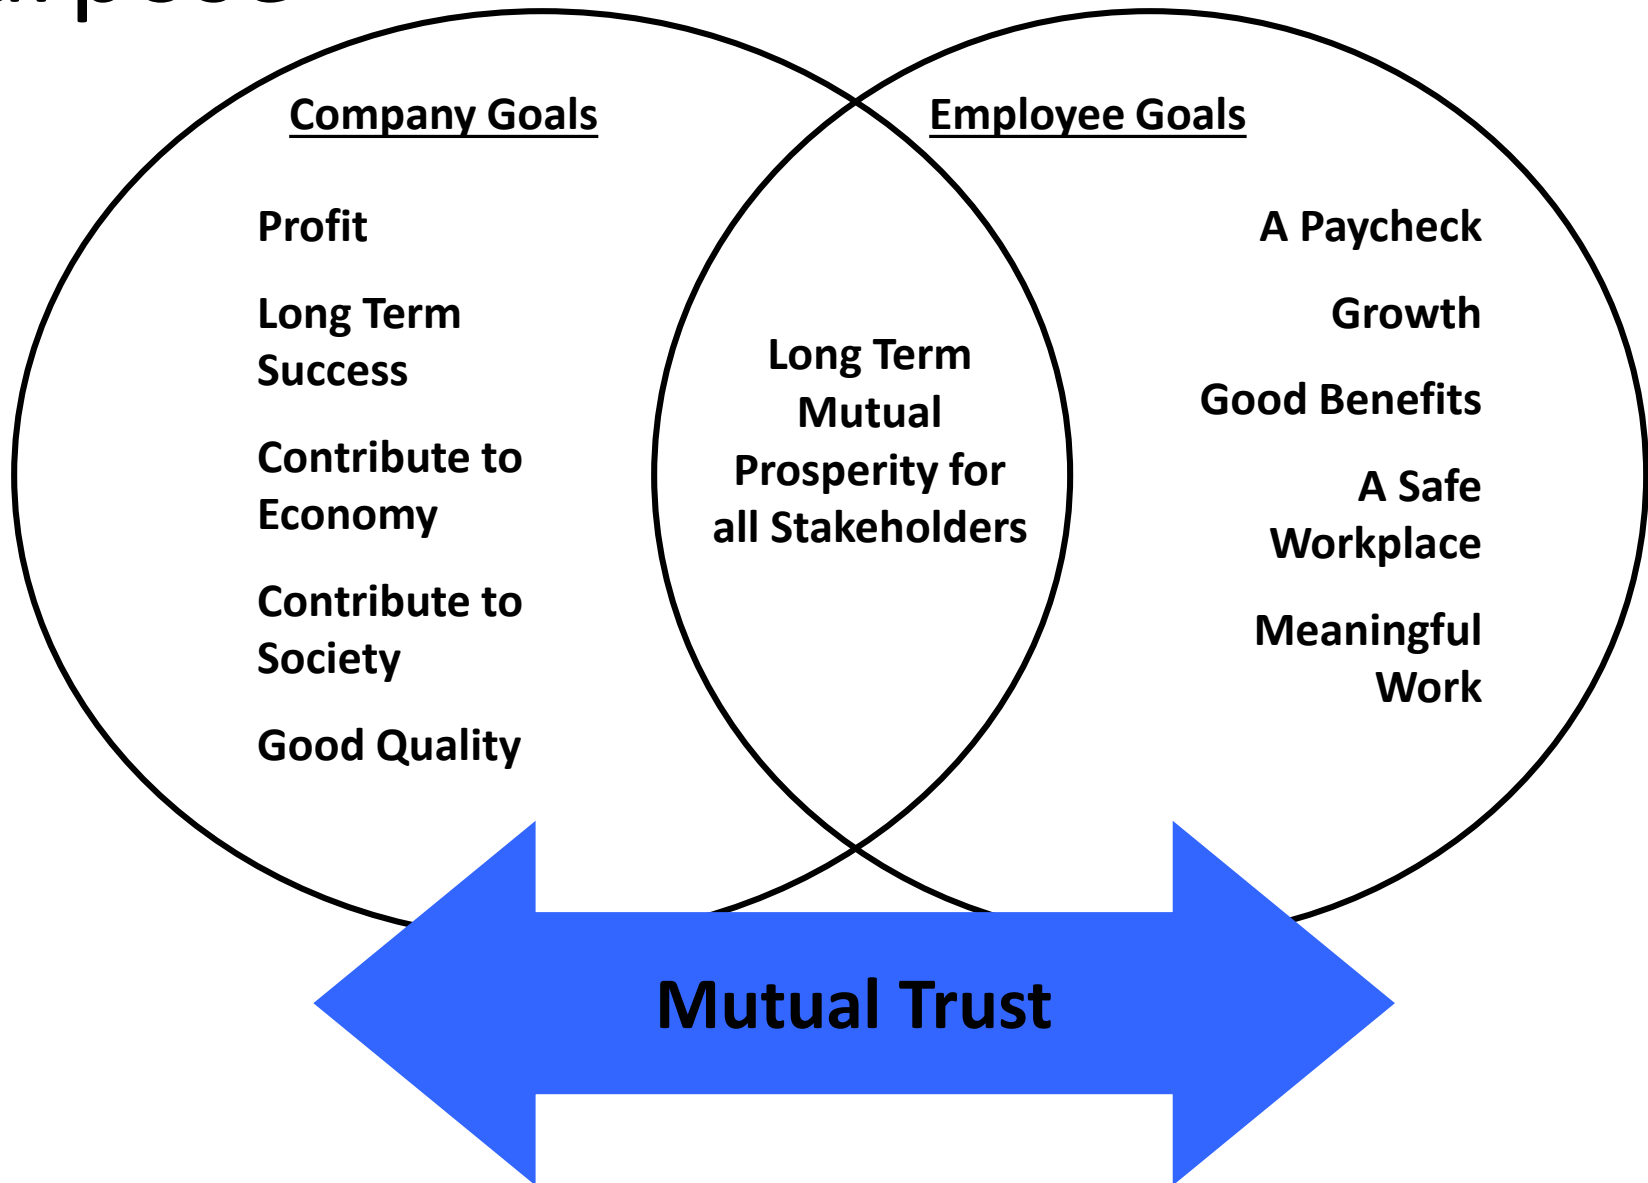 Company Goals
Profit
Long Term
Success
Contribute to
Economy
Contribute to
Society
Good Quality
Long Term
Mutual
Prosperity for
all Stakeholders
Employee Goals
A Paycheck
Growth
Good Benefits
A Safe
Workplace
Meaningful
Work
Mutual Trust